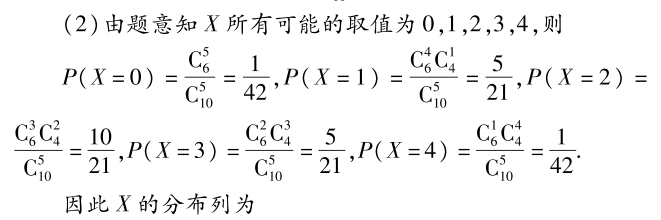 (2)由题意知 X 所有可能的取值为 0,1,2,3,4,则
P(X=0)=\frac{C_6^5}{C_{10}^5}=\frac{1}{42},P(X=1)=\frac{C_6^4C_4^1}{C_{10}^5}=\frac{5}{21},P(X=2)=
\frac{C_6^3C_4^2}{C_{10}^5}=\frac{10}{21},P(X=3)=\frac{C_6^2C_4^3}{C_{10}^5}=\frac{5}{21},P(X=4)=\frac{C_6^1C_4^4}{C_{10}^5}=\frac{1}{42}.
因此 X 的分布列为